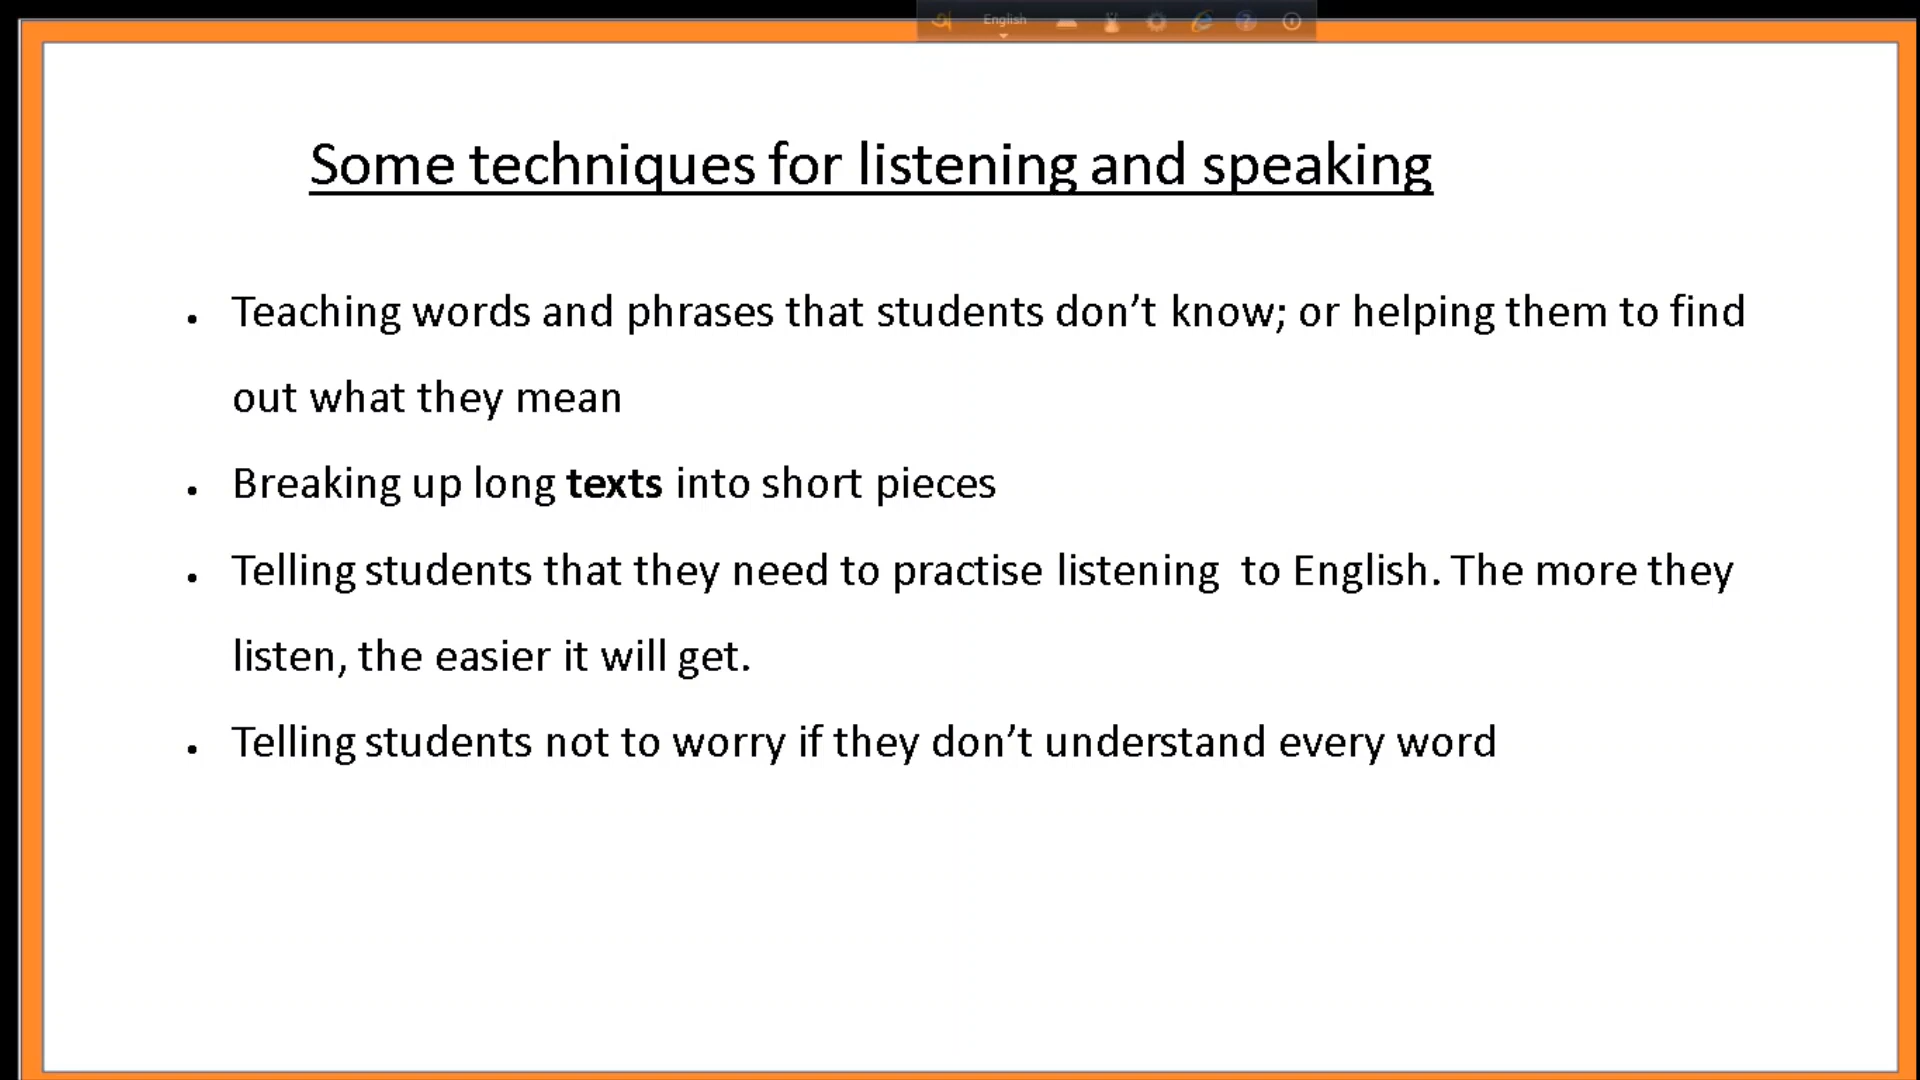 অ English
Some techniques for listening and speaking
• Teaching words and phrases that students don’t know; or helping them to find
out what they mean
• Breaking up long texts into short pieces
• Telling students that they need to practise listening  to English. The more they
listen, the easier it will get.
• Telling students not to worry if they don’t understand every word